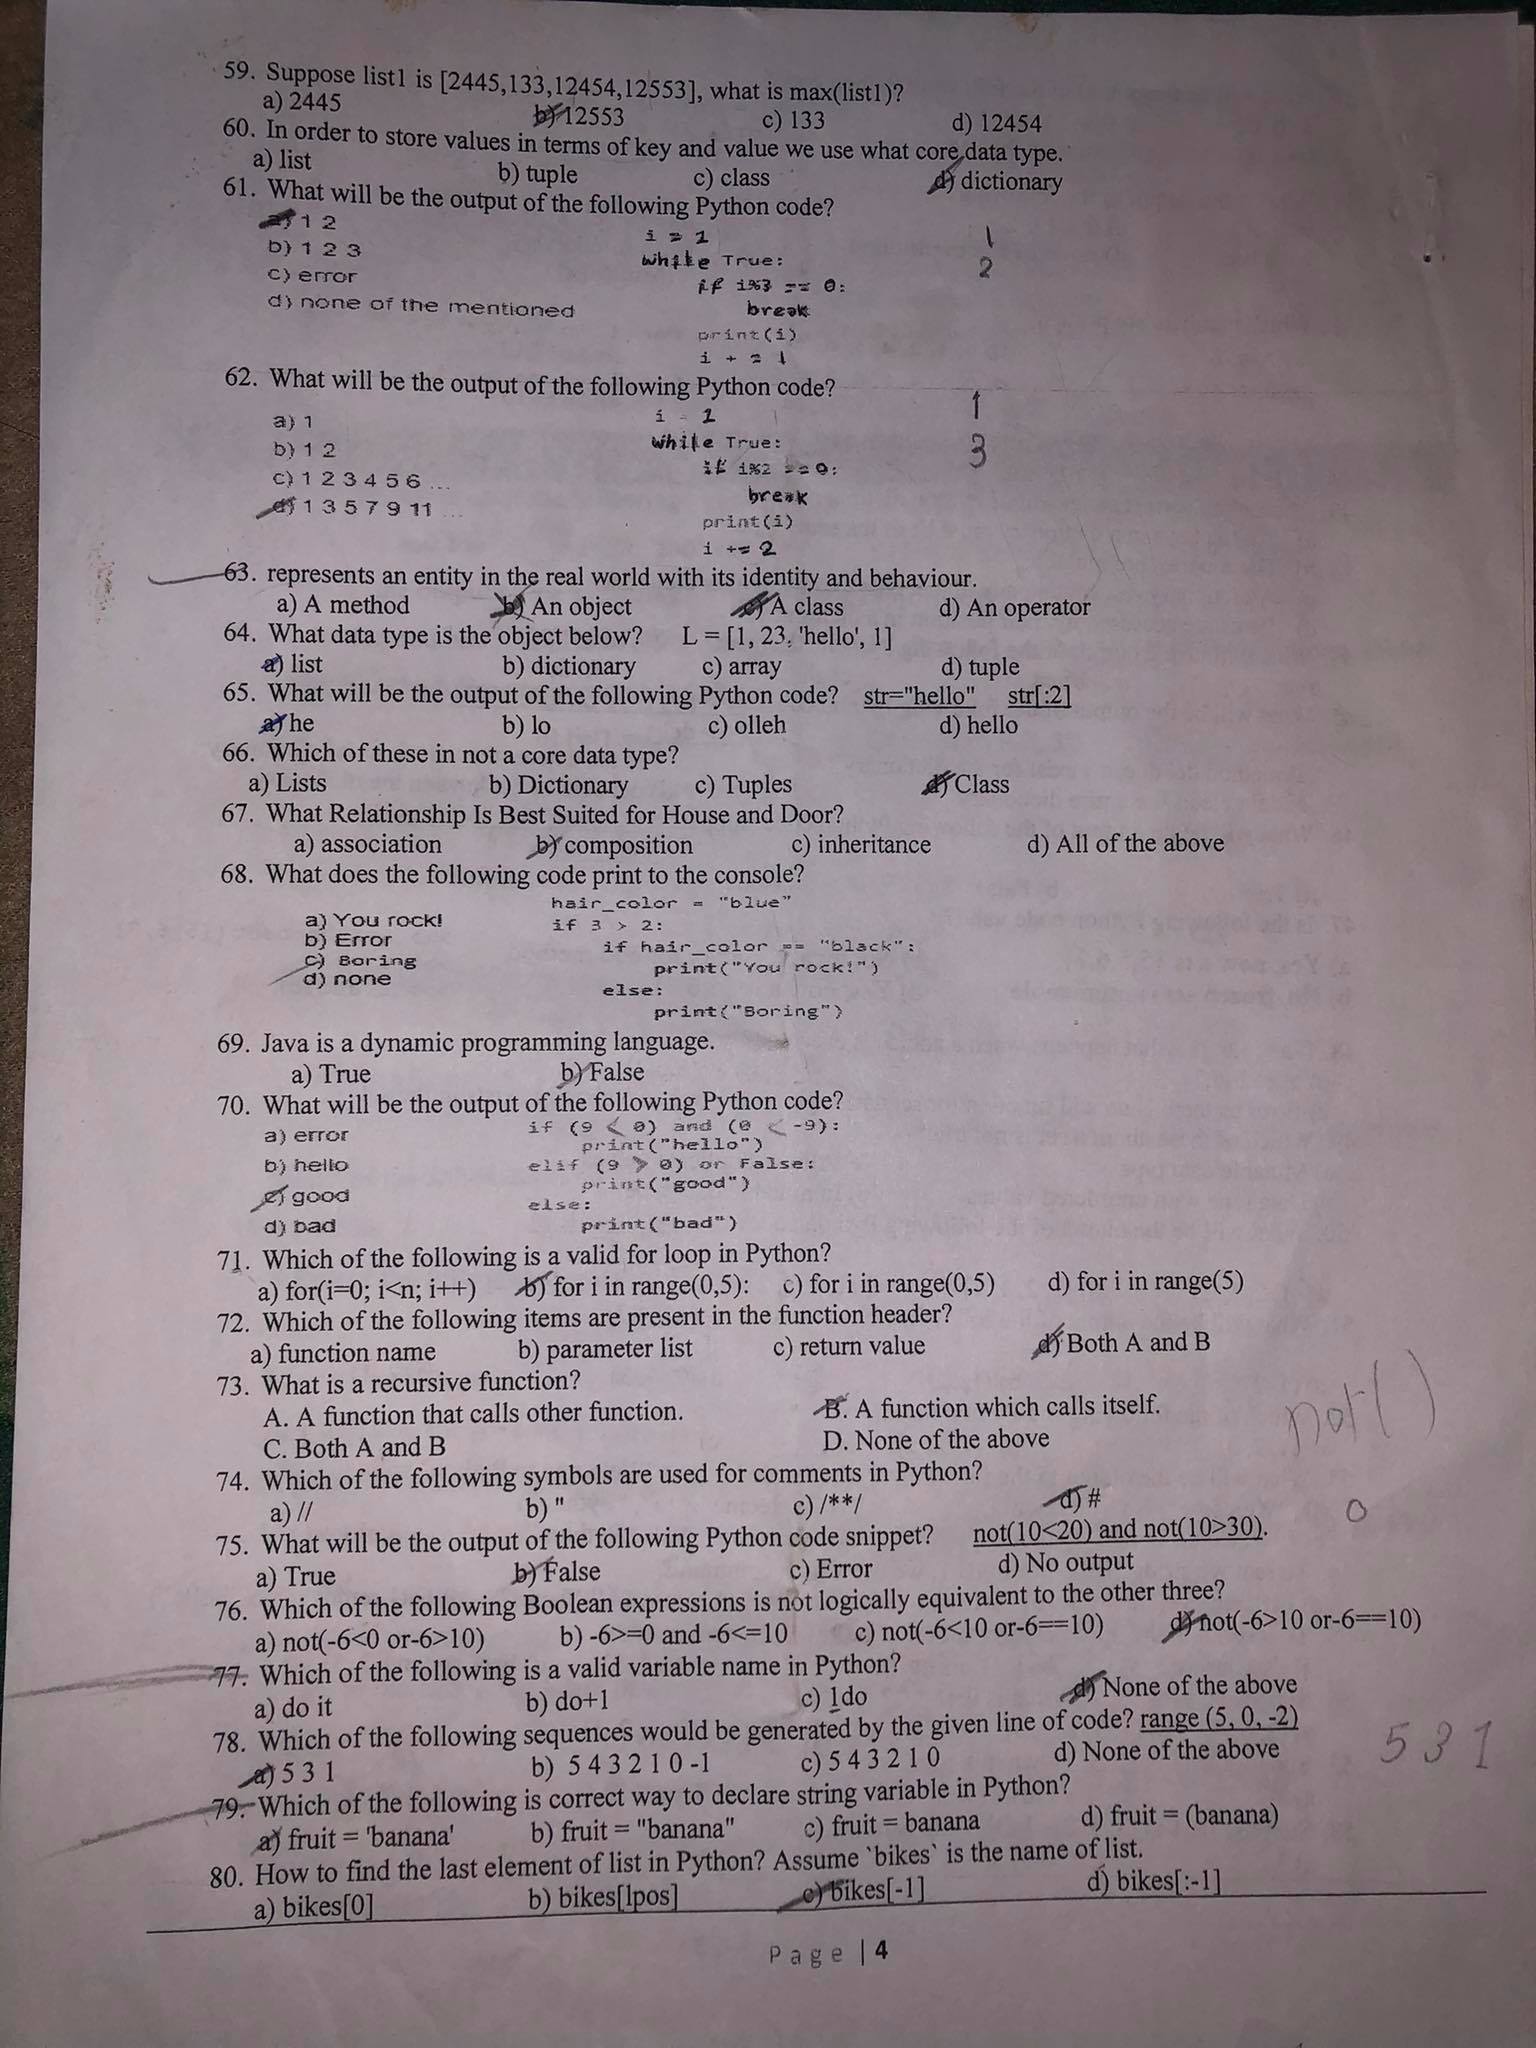 59. Suppose list1 is [2445,133,12454,12553], what is max(list1)?
a) 2445 b) 12553 c) 133 d) 12454
60. In order to store values in terms of key and value we use what core data type.
a) list b) tuple c) class d) dictionary
61. What will be the output of the following Python code?
a) 1 2
b) 1 2 3
c) error
d) none of the mentioned
i = 1
while True:
if i%3 == 0:
break
print(i)
i + = 1
1
2
62. What will be the output of the following Python code?
a) 1
b) 1 2
c) 1 2 3 4 5 6 ...
d) 1 3 5 7 9 11 ...
i = 1
while True:
if i%2 == 0:
break
print(i)
i += 2
1
3
63. represents an entity in the real world with its identity and behaviour.
a) A method b) An object c) A class d) An operator
64. What data type is the object below? L = [1, 23, 'hello', 1]
a) list b) dictionary c) array d) tuple
65. What will be the output of the following Python code? str="hello" str[:2]
a) he b) lo c) olleh d) hello
66. Which of these in not a core data type?
a) Lists b) Dictionary c) Tuples d) Class
67. What Relationship Is Best Suited for House and Door?
a) association b) composition c) inheritance d) All of the above
68. What does the following code print to the console?
a) You rock!
b) Error
c) Boring
d) none
hair_color = "blue"
if 3 > 2:
if hair_color == "black":
print("You rock!")
else:
print("Boring")
69. Java is a dynamic programming language.
a) True b) False
70. What will be the output of the following Python code?
a) error
b) hello
c) good
d) bad
if (9 < 0) and (0 < -9):
print("hello")
elif (9 > 0) or False:
print("good")
else:
print("bad")
71. Which of the following is a valid for loop in Python?
a) for(i=0; i<n; i++) b) for i in range(0,5): c) for i in range(0,5) d) for i in range(5)
72. Which of the following items are present in the function header?
a) function name b) parameter list c) return value d) Both A and B
73. What is a recursive function?
A. A function that calls other function. B. A function which calls itself.
C. Both A and B D. None of the above
not( )
74. Which of the following symbols are used for comments in Python?
a) // b) '' c) /**/ d) #
75. What will be the output of the following Python code snippet? not(10<20) and not(10>30).
0
a) True b) False c) Error d) No output
76. Which of the following Boolean expressions is not logically equivalent to the other three?
a) not(-6<0 or-6>10) b) -6>=0 and -6<=10 c) not(-6<10 or-6==10) d) not(-6>10 or-6==10)
77. Which of the following is a valid variable name in Python?
a) do it b) do+1 c) 1do d) None of the above
78. Which of the following sequences would be generated by the given line of code? range (5, 0, -2)
a) 5 3 1 b) 5 4 3 2 1 0 -1 c) 5 4 3 2 1 0 d) None of the above
5 3 1
79. Which of the following is correct way to declare string variable in Python?
a) fruit = 'banana' b) fruit = "banana" c) fruit = banana d) fruit = (banana)
80. How to find the last element of list in Python? Assume `bikes` is the name of list.
a) bikes[0] b) bikes[lpos] c) bikes[-1] d) bikes[:-1]
Page | 4